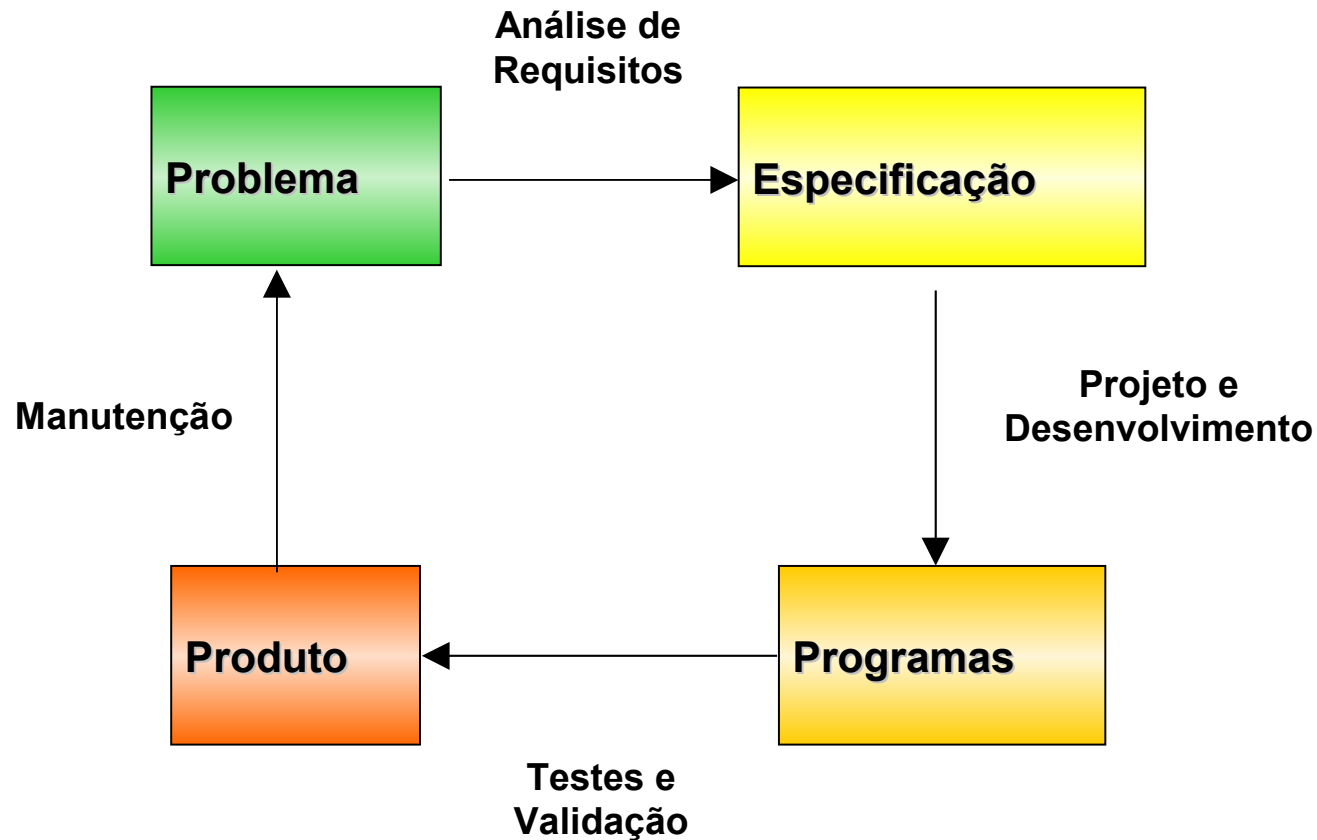 Análise de
Requisitos
Problema
Especificação
Manutenção
Projeto e
Desenvolvimento
Produto
Programas
Testes e
Validação